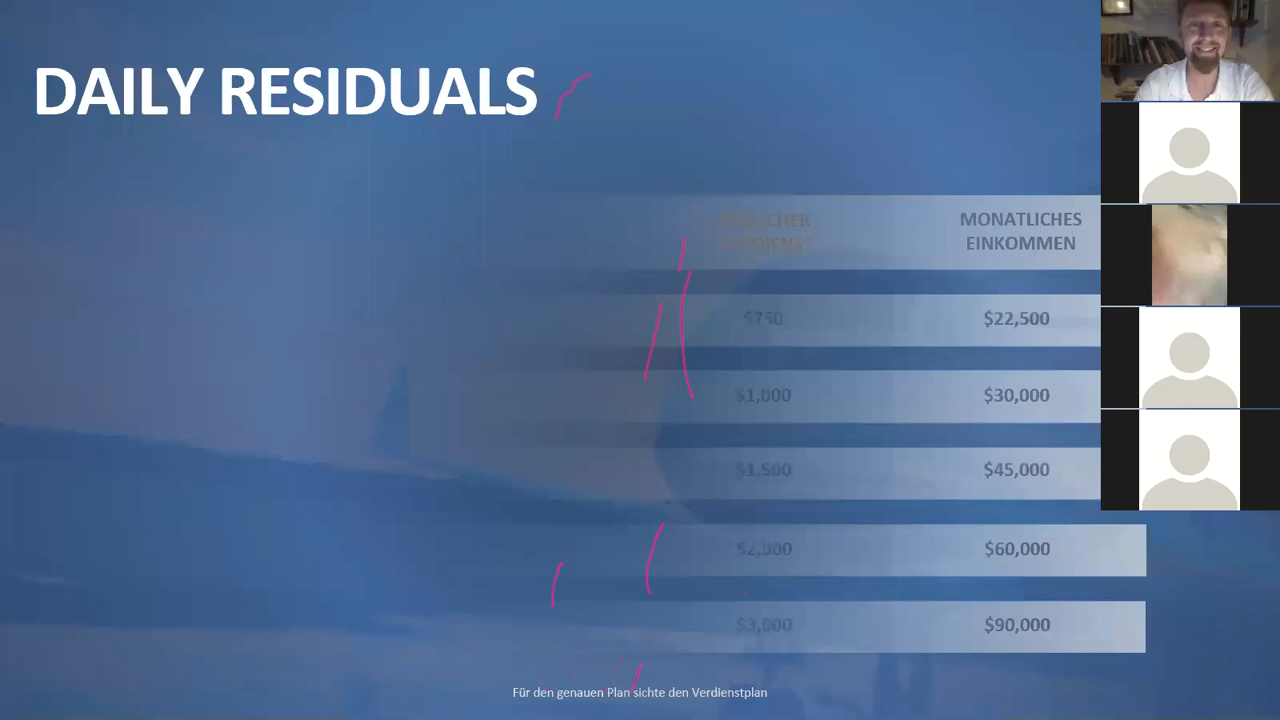 DAILY RESIDUALS
MONATLICHES
EINKOMMEN
$750 $22,500
$1,000 $30,000
$1,500 $45,000
$2,000 $60,000
$3,000 $90,000
Für den genauen Plan sichte den Verdienstplan